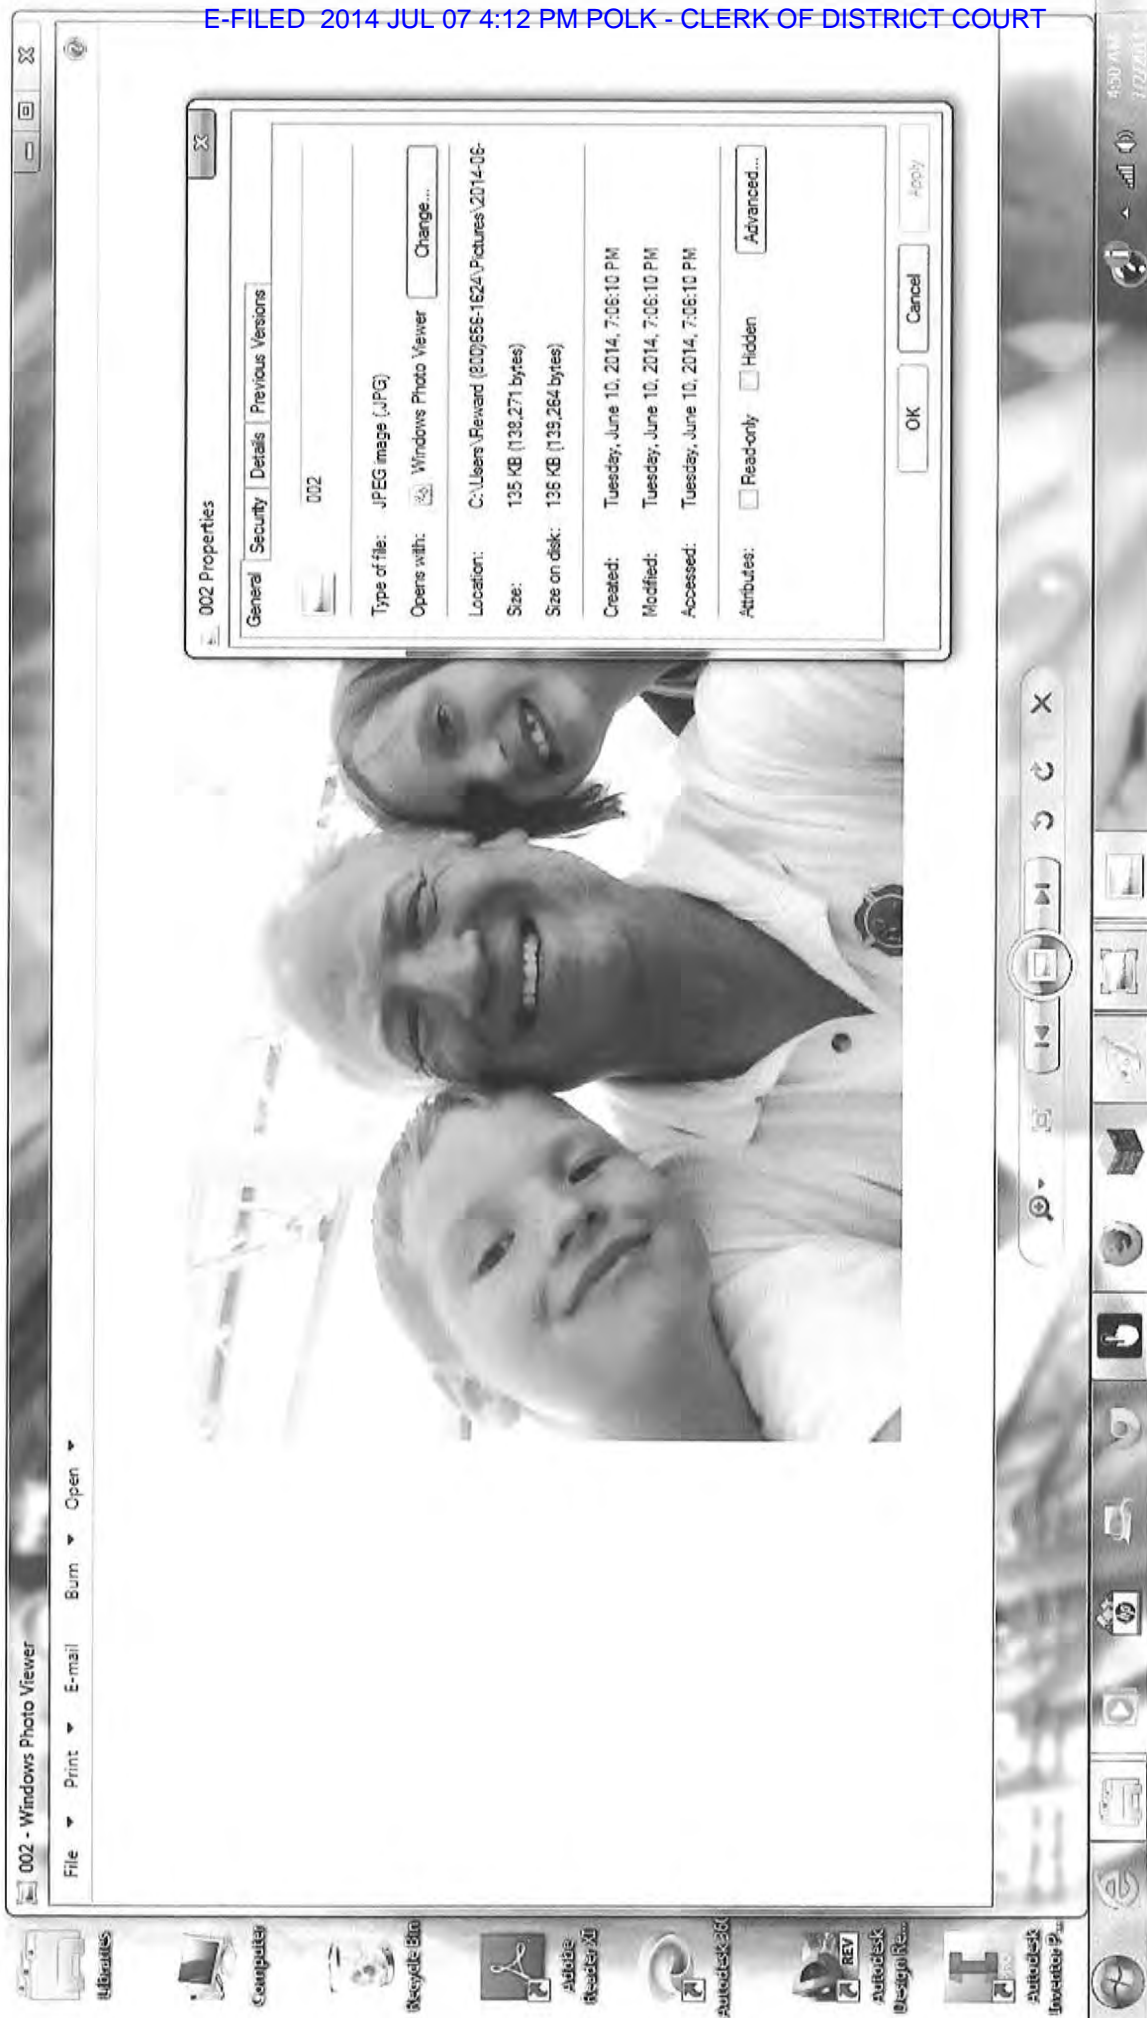 E-FILED 2014 JUL 07 4:12 PM POLK - CLERK OF DISTRICT COURT
002 - Windows Photo Viewer
File Print E-mail Burn Open
002 Properties
General Security Details Previous Versions
002
Type of file: JPEG image (.JPG)
Opens with: Windows Photo Viewer Change...
Location: C:\Users\Reward (800)656-1624\Pictures\2014-06-
Size: 135 KB (138,271 bytes)
Size on disk: 136 KB (139,264 bytes)
Created: Tuesday, June 10, 2014, 7:06:10 PM
Modified: Tuesday, June 10, 2014, 7:06:10 PM
Accessed: Tuesday, June 10, 2014, 7:06:10 PM
Attributes: Read-only Hidden Advanced...
OK Cancel Apply
Libraries
Computer
Recycle Bin
Adobe
Reader XI
Autodesk 360
REV
Autodesk
Design Re...
Autodesk
Inventor P...
4:50 AM